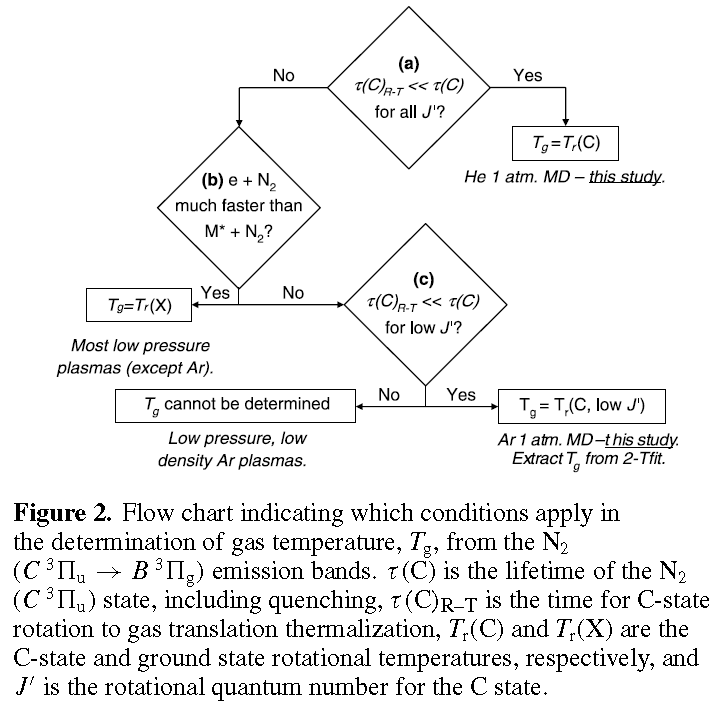 (a)
τ(C)R-T << τ(C)
for all J'?
No
Yes
Tg=Tr(C)
He 1 atm. MD – this study.
(b) e + N2
much faster than
M* + N2?
Yes
No
Tg=Tr(X)
Most low pressure
plasmas (except Ar).
(c)
τ(C)R-T << τ(C)
for low J'?
No
Yes
Tg cannot be determined
Low pressure, low
density Ar plasmas.
Tg = Tr(C, low J')
Ar 1 atm. MD–this study.
Extract Tg from 2-Tfit.
Figure 2. Flow chart indicating which conditions apply in
the determination of gas temperature, Tg, from the N2
(C 3Πu → B 3Πg) emission bands. τ(C) is the lifetime of the N2
(C 3Πu) state, including quenching, τ(C)R–T is the time for C-state
rotation to gas translation thermalization, Tr(C) and Tr(X) are the
C-state and ground state rotational temperatures, respectively, and
J′ is the rotational quantum number for the C state.